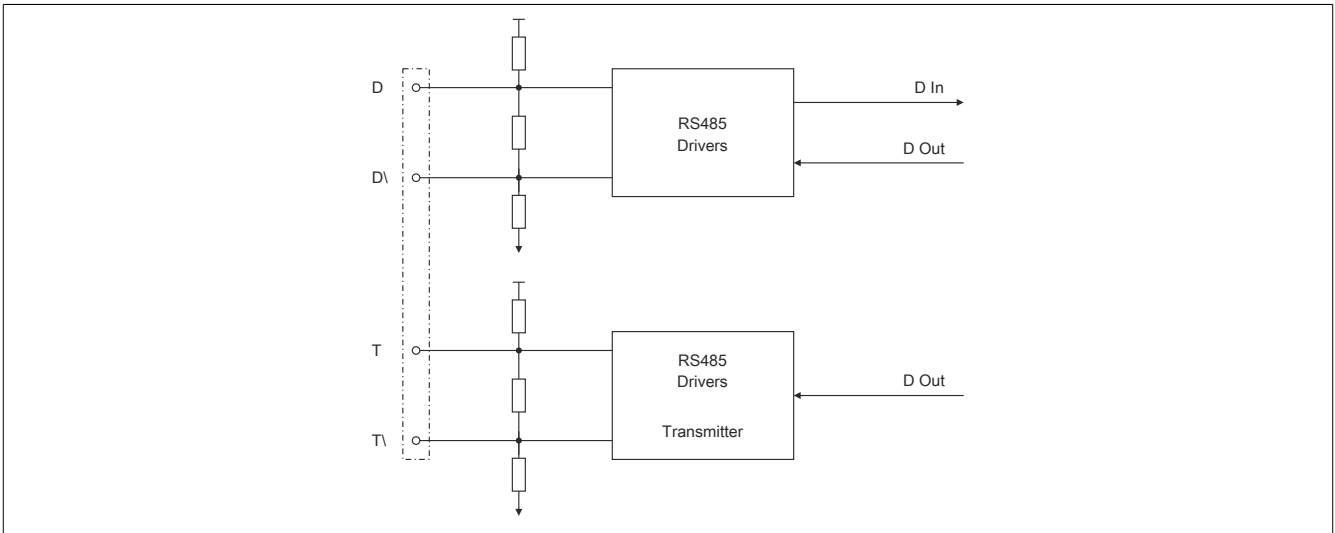 D
D In
RS485
Drivers
D Out
D\
T
RS485
Drivers
D Out
Transmitter
T\